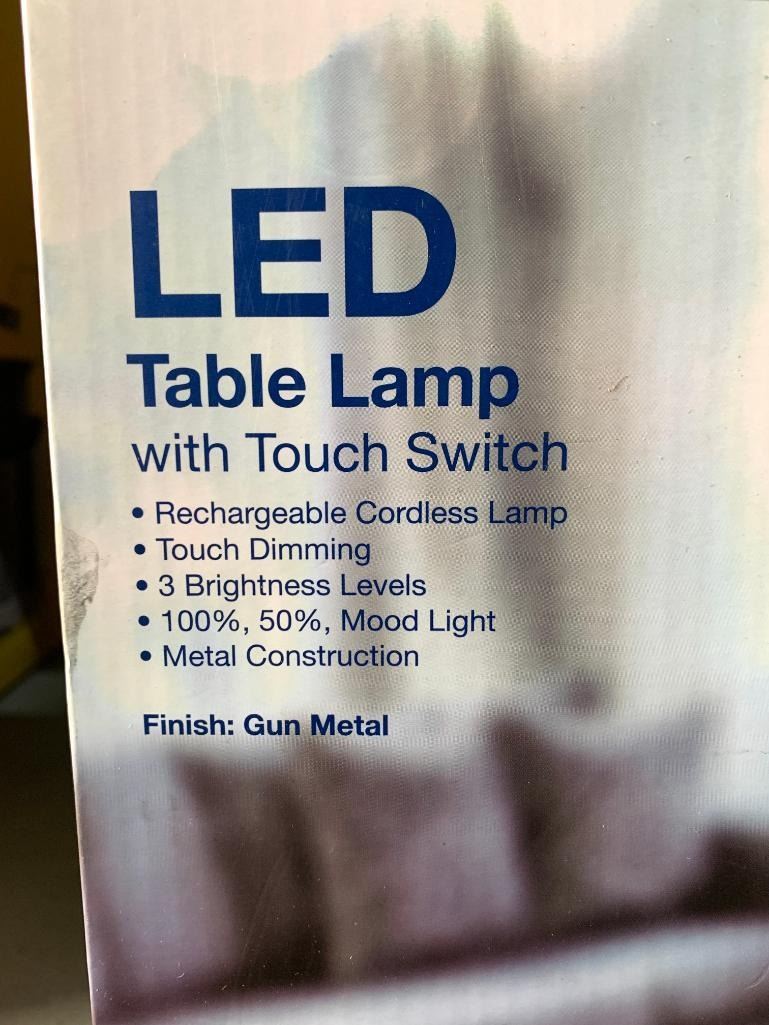 LED
Table Lamp
with Touch Switch
• Rechargeable Cordless Lamp
• Touch Dimming
• 3 Brightness Levels
• 100%, 50%, Mood Light
• Metal Construction
Finish: Gun Metal